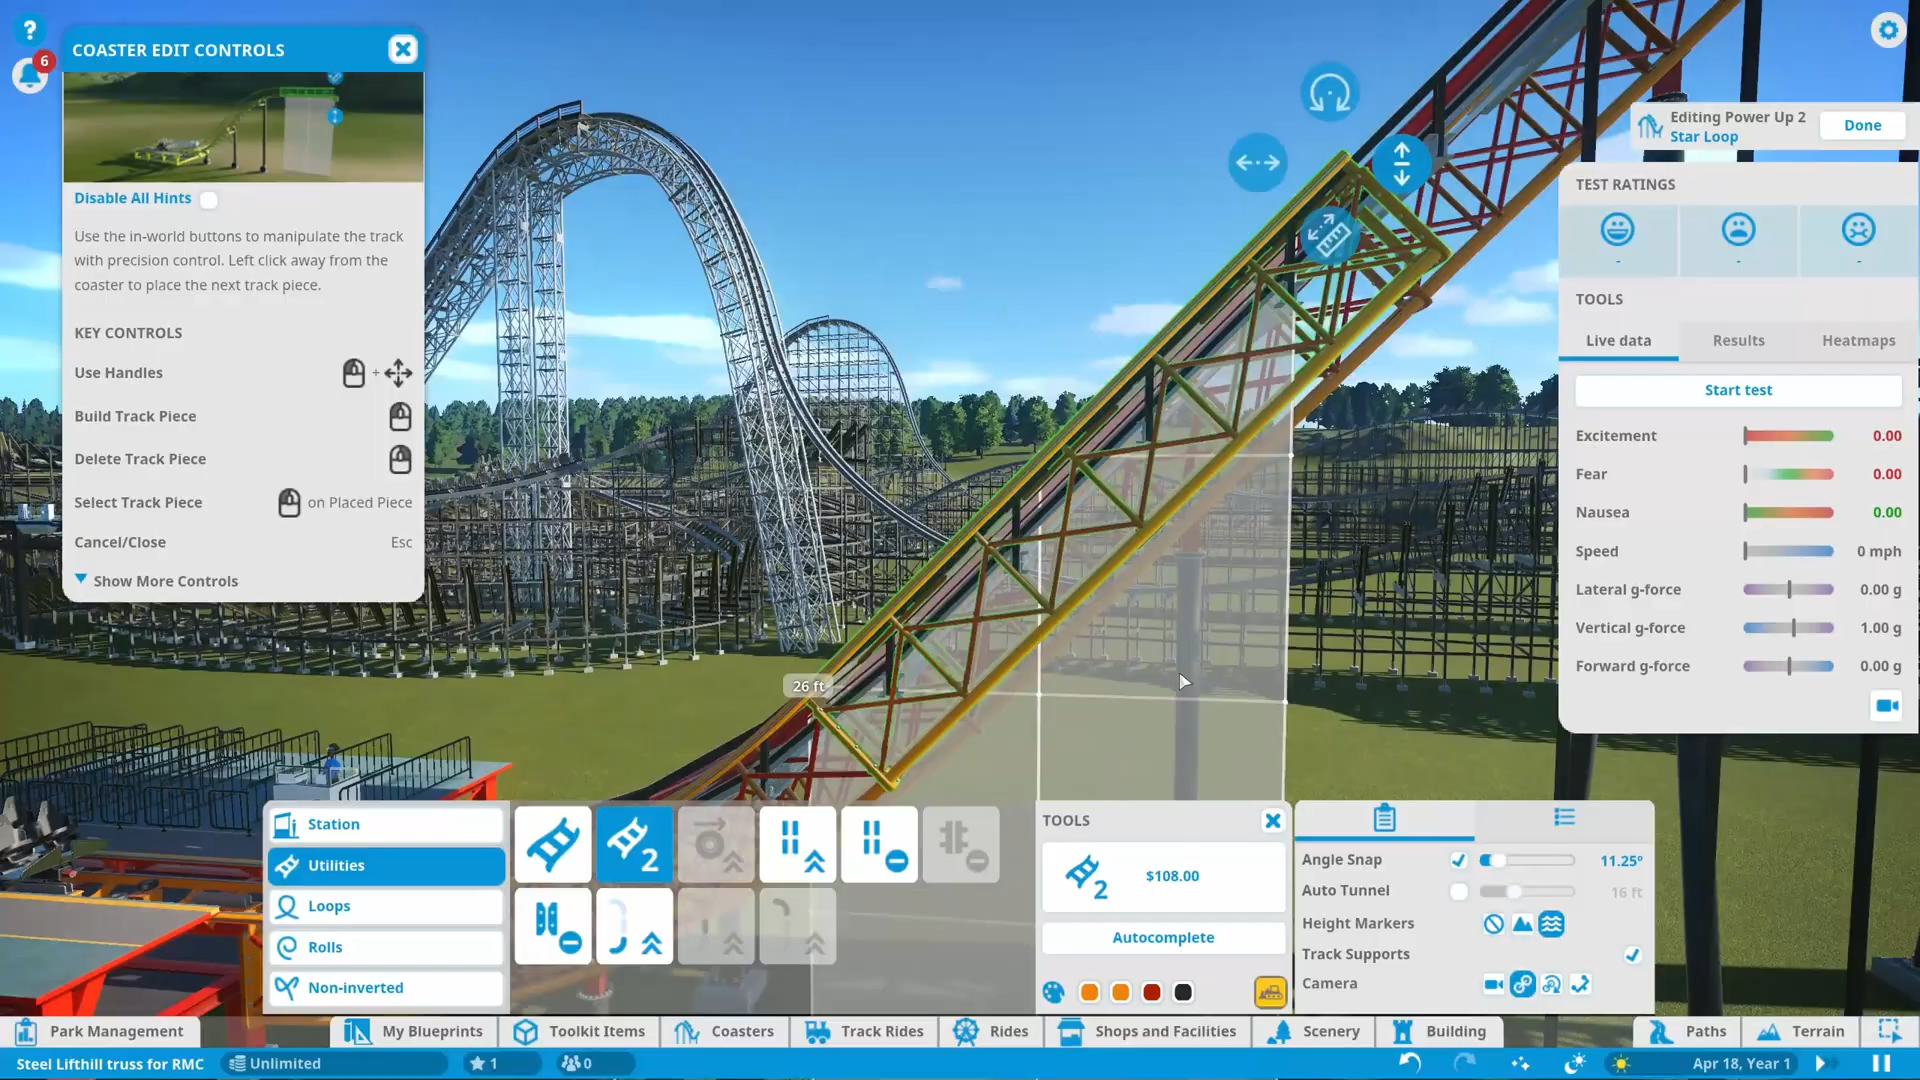 ?
6
COASTER EDIT CONTROLS
Disable All Hints
Use the in-world buttons to manipulate the track
with precision control. Left click away from the
coaster to place the next track piece.
KEY CONTROLS
Use Handles +
Build Track Piece
Delete Track Piece
Select Track Piece on Placed Piece
Cancel/Close Esc
Show More Controls
26 ft
Editing Power Up 2
Star Loop
Done
TEST RATINGS
- - -
TOOLS
Live data Results Heatmaps
Start test
Excitement 0.00
Fear 0.00
Nausea 0.00
Speed 0 mph
Lateral g-force 0.00 g
Vertical g-force 1.00 g
Forward g-force 0.00 g
Station
Utilities
Loops
Rolls
Non-inverted
2
TOOLS
2 $108.00
Autocomplete
Angle Snap 11.25°
Auto Tunnel 16 ft
Height Markers
Track Supports
Camera
Park Management My Blueprints Toolkit Items Coasters Track Rides Rides Shops and Facilities Scenery Building Paths Terrain
Steel Lifthill truss for RMC Unlimited 1 0 Apr 18, Year 1